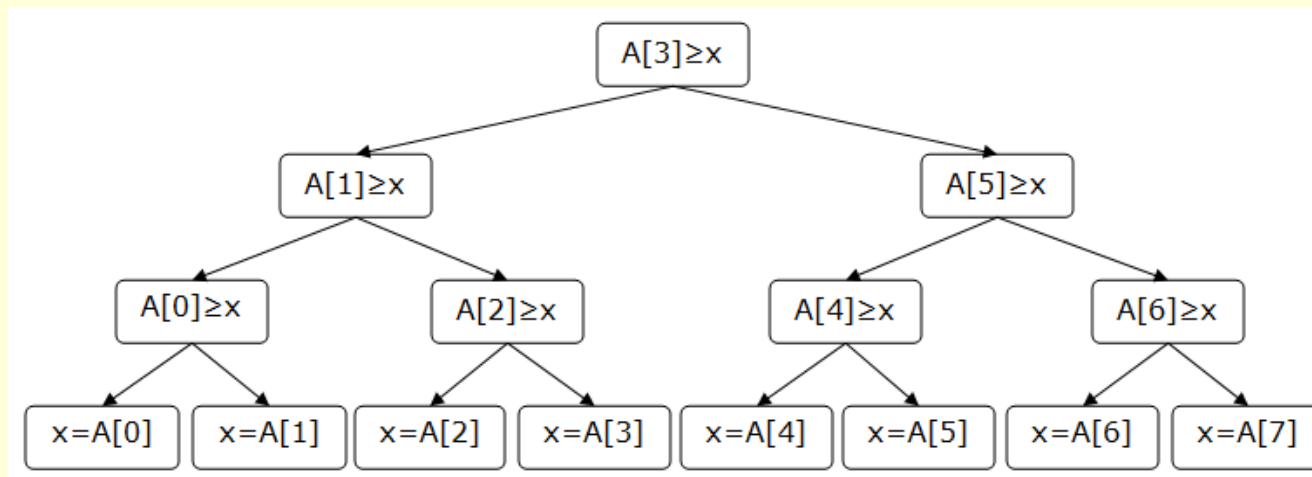 A[3]≥x
A[1]≥x
A[5]≥x
A[0]≥x
A[2]≥x
A[4]≥x
A[6]≥x
x=A[0]
x=A[1]
x=A[2]
x=A[3]
x=A[4]
x=A[5]
x=A[6]
x=A[7]